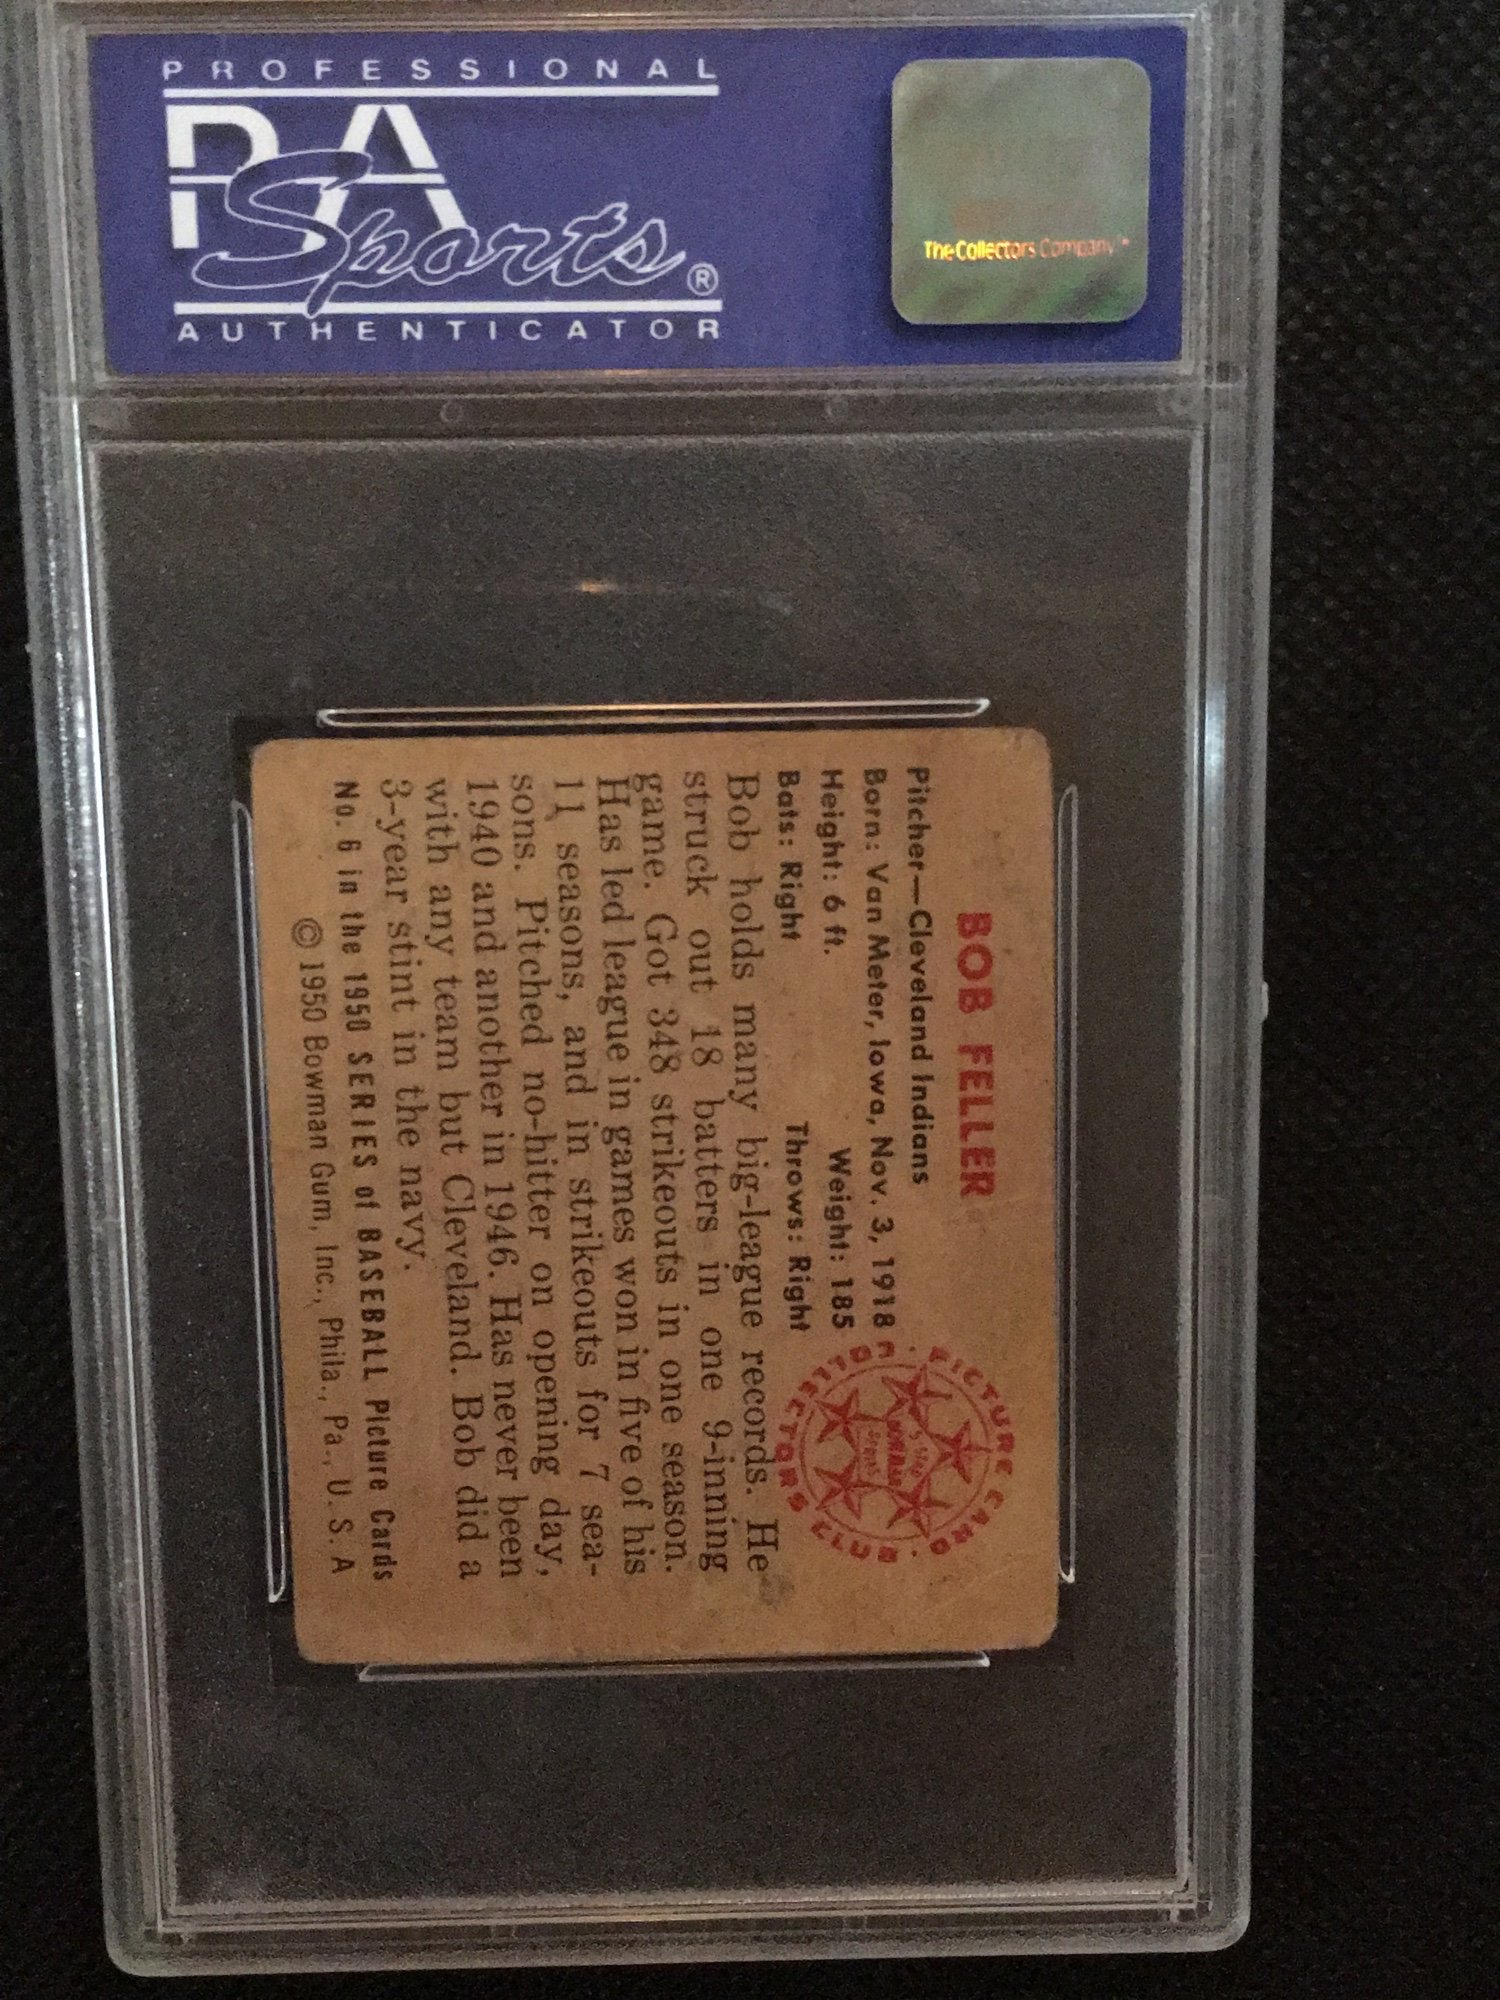 PROFESSIONAL
PSA
Sports®
AUTHENTICATOR
The Collectors Company™
BOB FELLER
Pitcher—Cleveland Indians
Born: Van Meter, Iowa, Nov. 3, 1918
Height: 6 ft. Weight: 185
Bats: Right Throws: Right
PICTURE CARD · COLLECTORS CLUB ·
5 STAR
BOWMAN
SERIES
Bob holds many big-league records. He
struck out 18 batters in one 9-inning
game. Got 348 strikeouts in one season.
Has led league in games won in five of his
11 seasons, and in strikeouts for 7 sea-
sons. Pitched no-hitter on opening day,
1940 and another in 1946. Has never been
with any team but Cleveland. Bob did a
3-year stint in the navy.
No. 6 in the 1950 SERIES of BASEBALL Picture Cards
© 1950 Bowman Gum, Inc., Phila., Pa., U. S. A